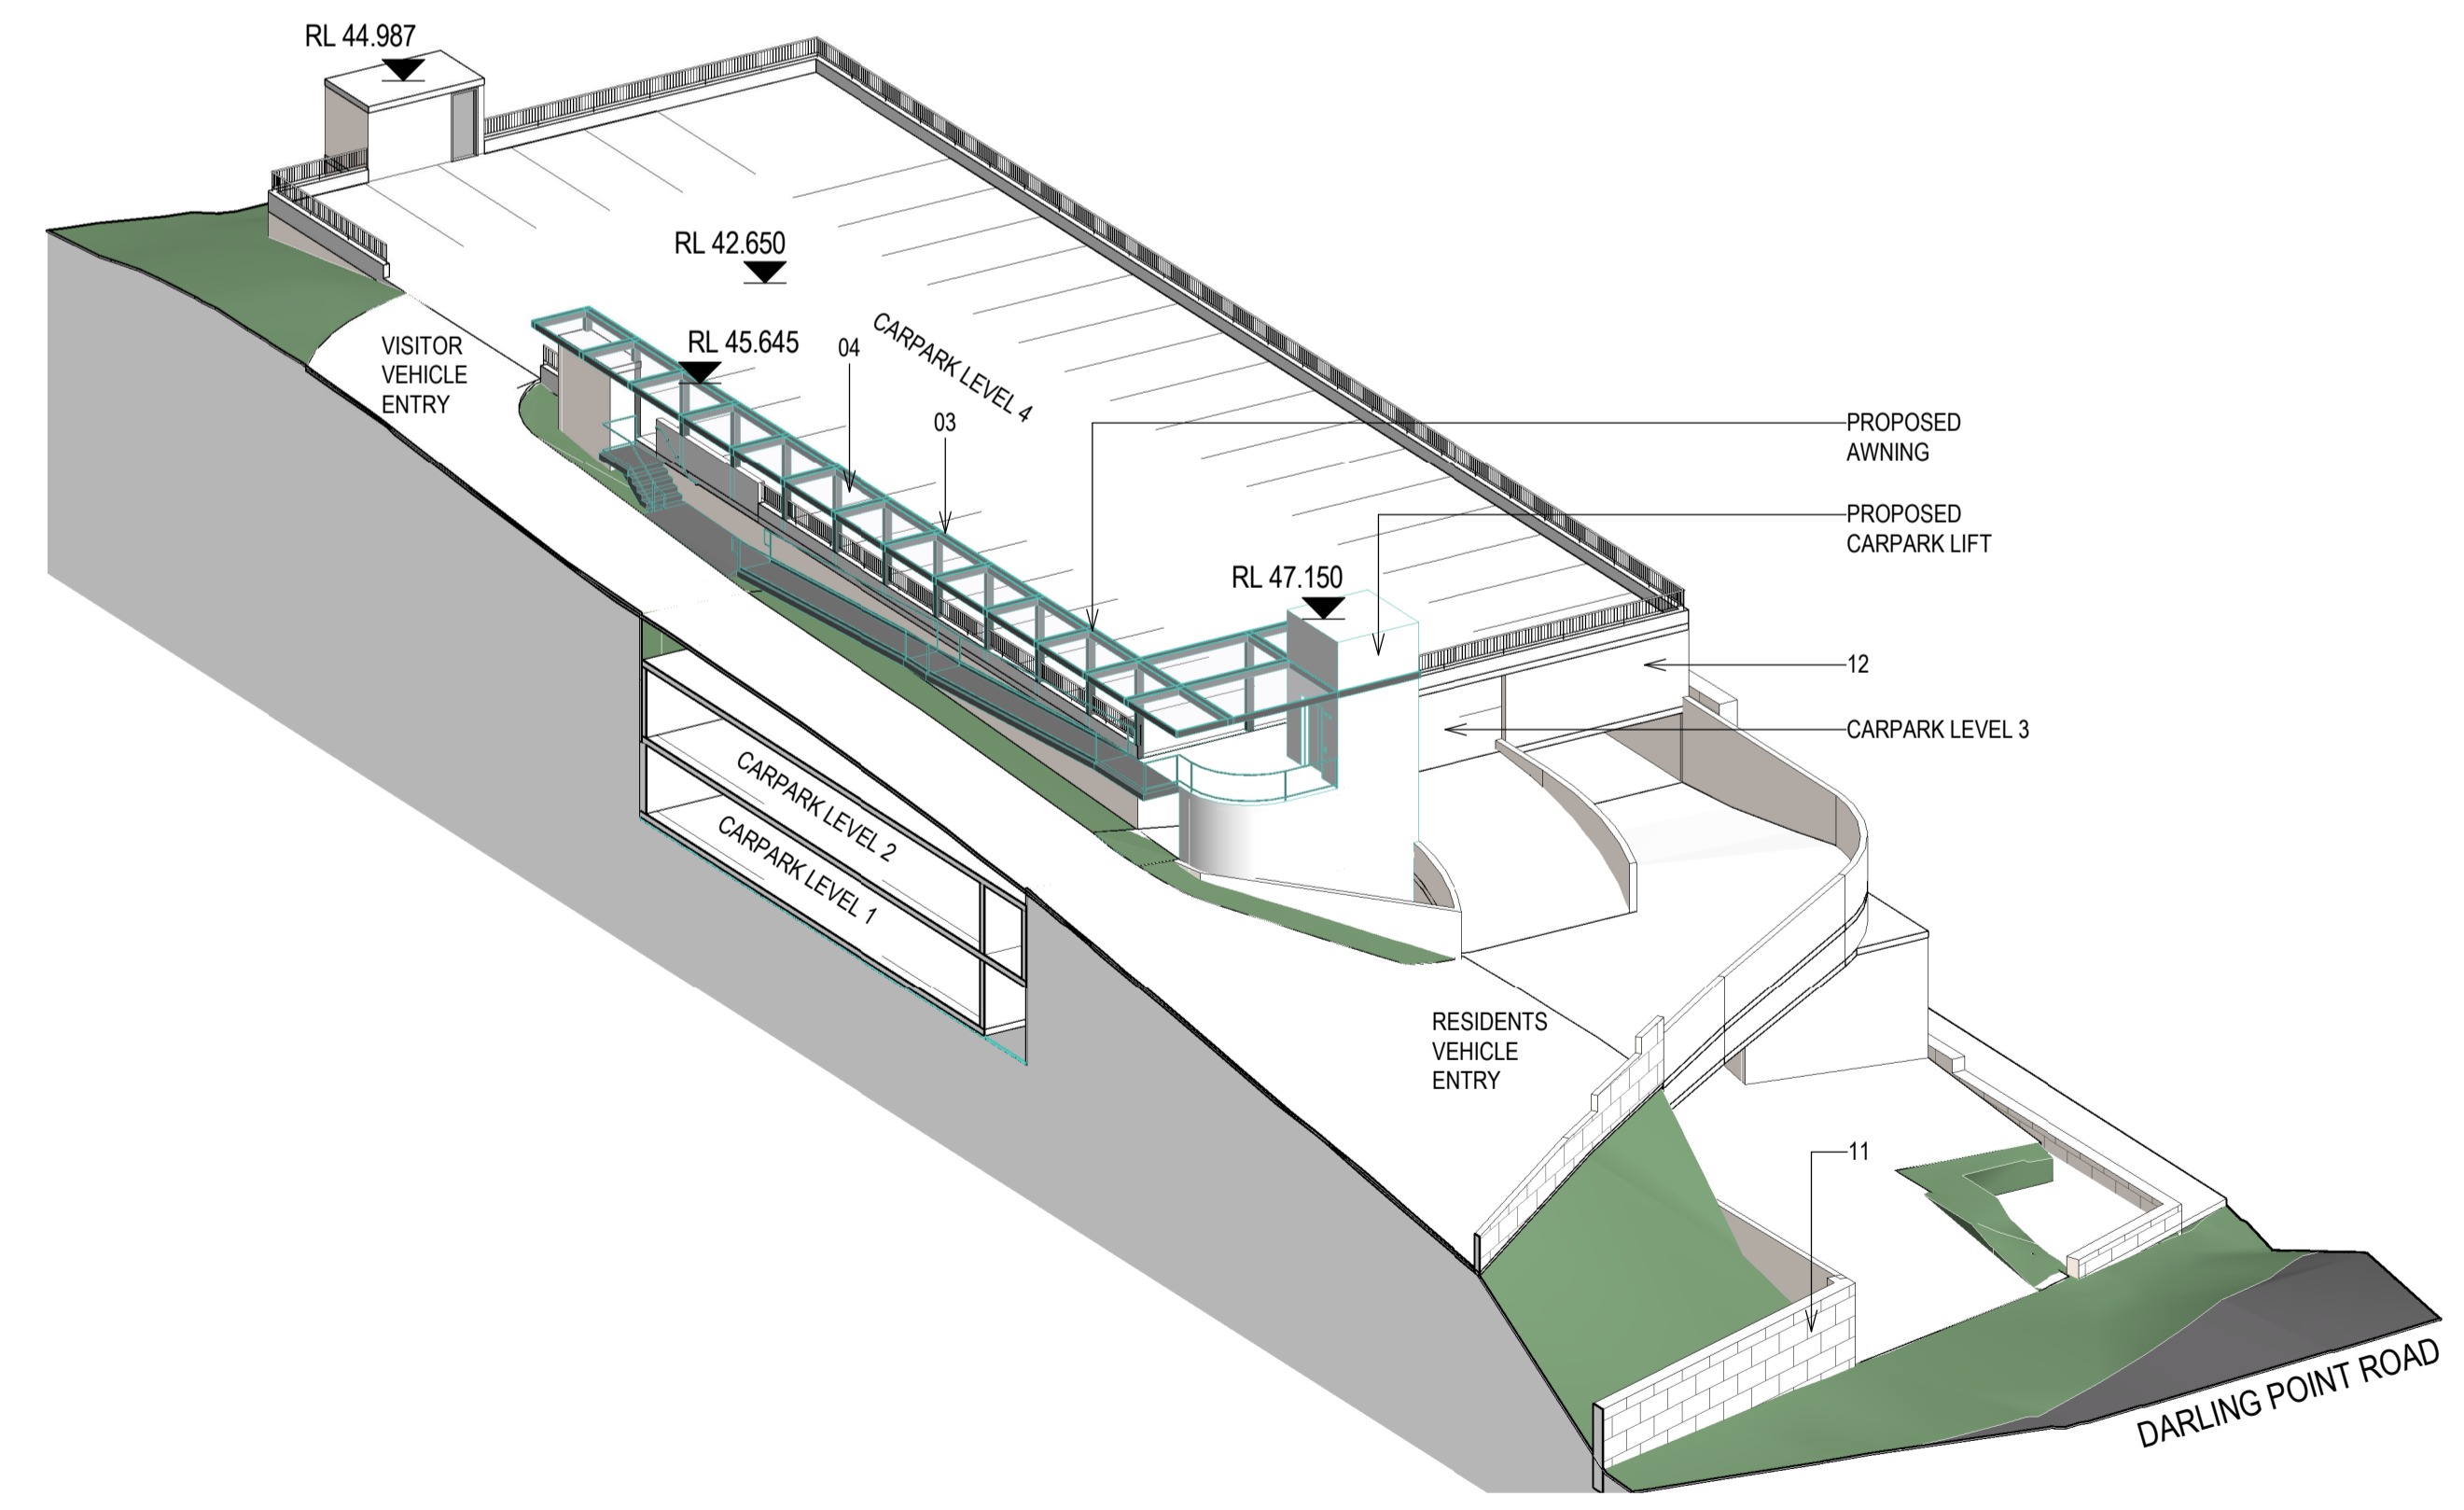 RL 44.987
RL 42.650
VISITOR
VEHICLE
ENTRY
RL 45.645
04
CARPARK LEVEL 4
03
PROPOSED
AWNING
PROPOSED
CARPARK LIFT
RL 47.150
12
CARPARK LEVEL 3
CARPARK LEVEL 2
CARPARK LEVEL 1
RESIDENTS
VEHICLE
ENTRY
11
DARLING POINT ROAD